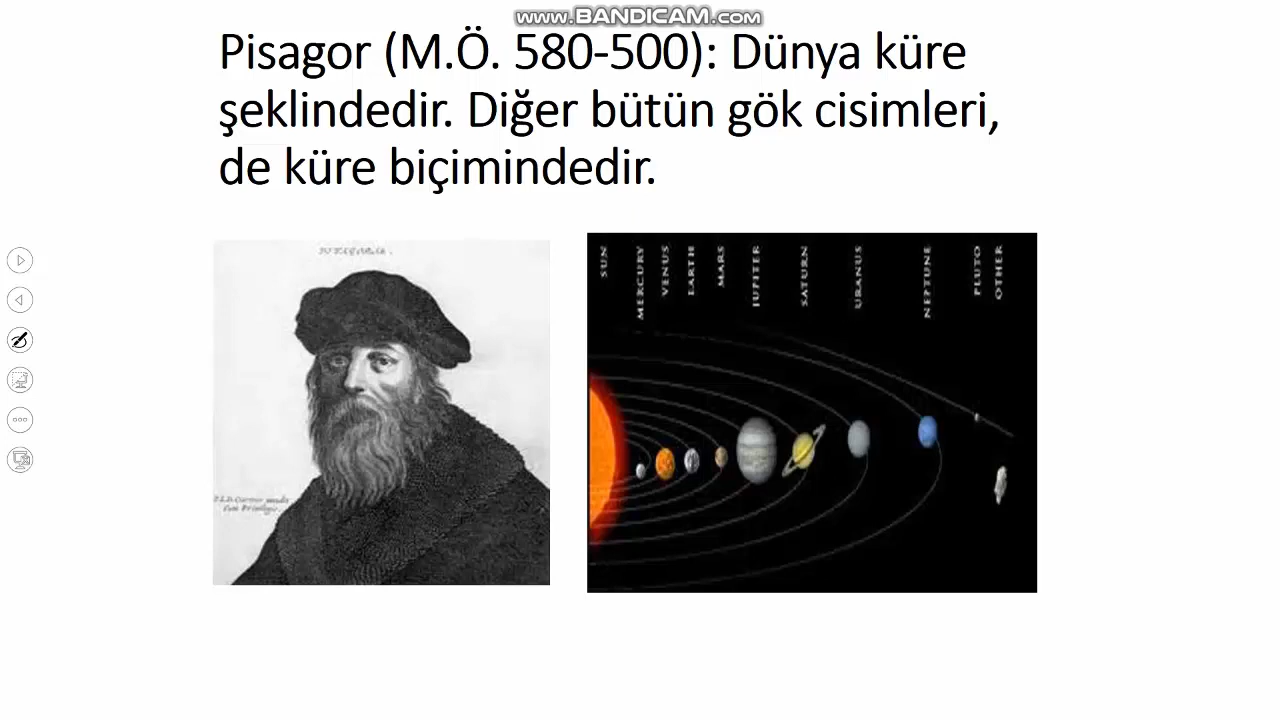 www.BANDICAM.com
Pisagor (M.Ö. 580-500): Dünya küre
şeklindedir. Diğer bütün gök cisimleri,
de küre biçimindedir.
SUN
MERCURY
VENUS
EARTH
MARS
JUPITER
SATURN
URANUS
NEPTUNE
PLUTO
OTHER